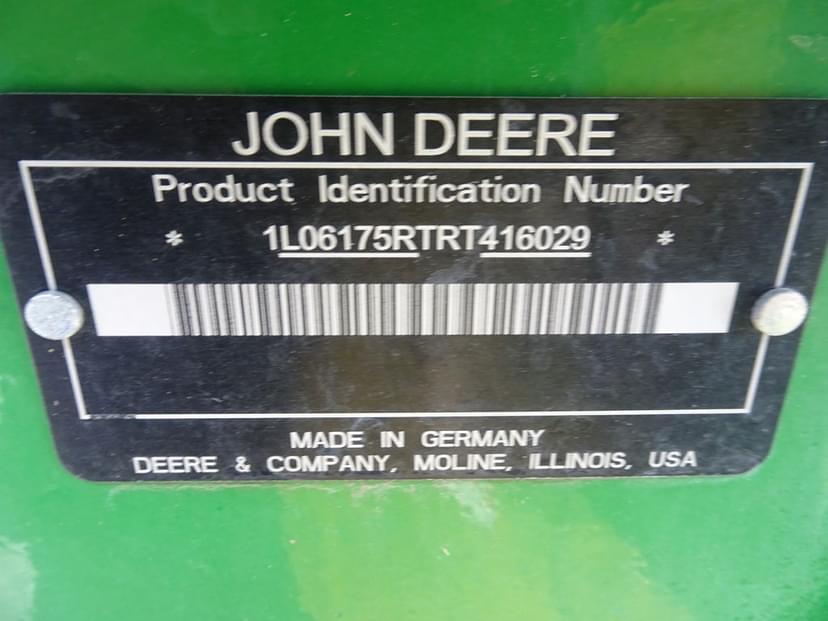 JOHN DEERE
Product Identification Number
* 1L06175RTRT416029 *
MADE IN GERMANY
DEERE & COMPANY, MOLINE, ILLINOIS, USA